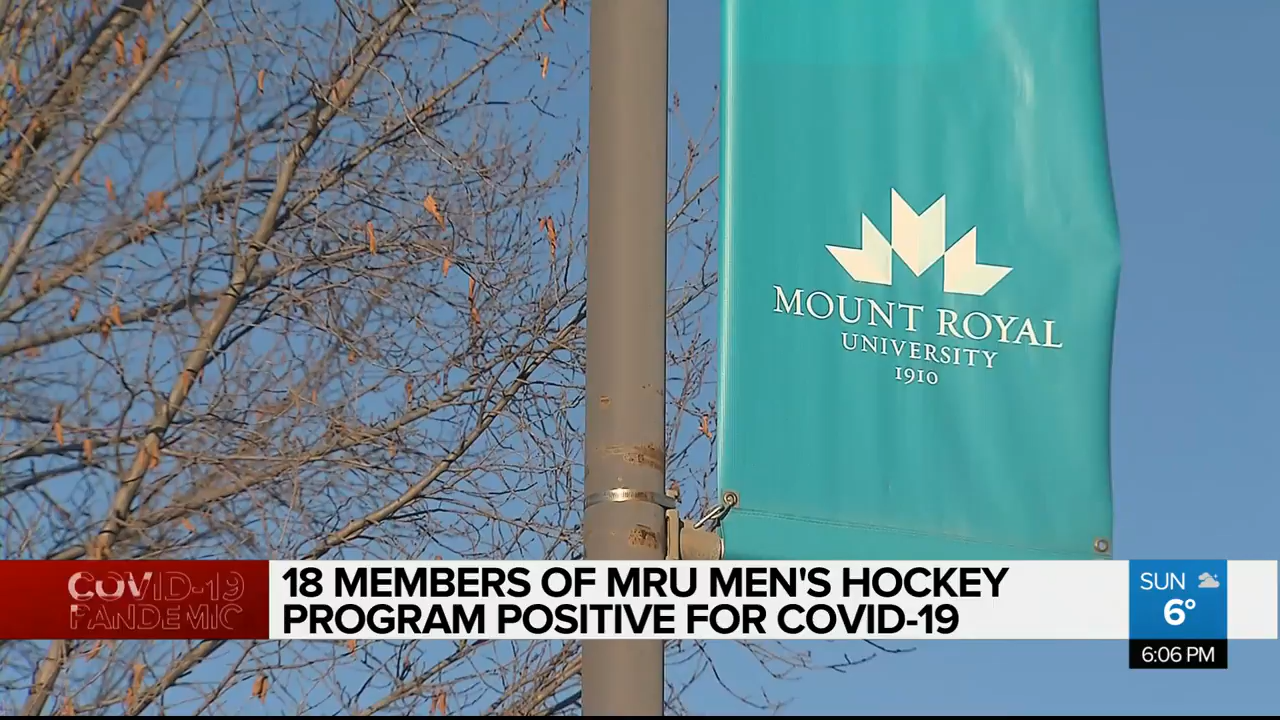 MOUNT ROYAL
UNIVERSITY
1910
COVID-19
PANDEMIC
18 MEMBERS OF MRU MEN'S HOCKEY
PROGRAM POSITIVE FOR COVID-19
SUN
6°
6:06 PM